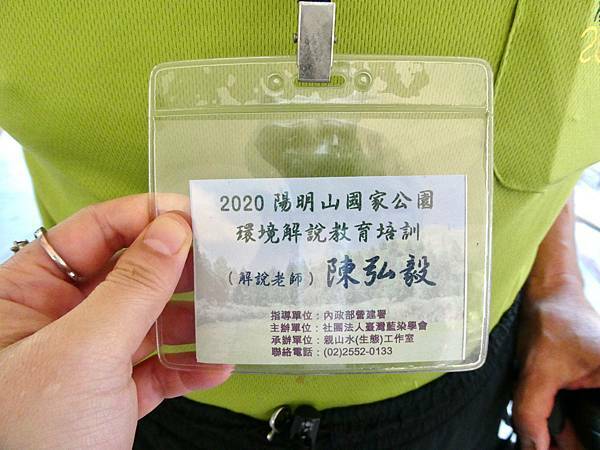 2020 陽明山國家公園
環境解說教育培訓
(解說老師) 陳弘毅
指導單位：內政部營建署
主辦單位：社團法人臺灣藍染學會
承辦單位：親山水(生態)工作室
聯絡電話：(02)2552-0133